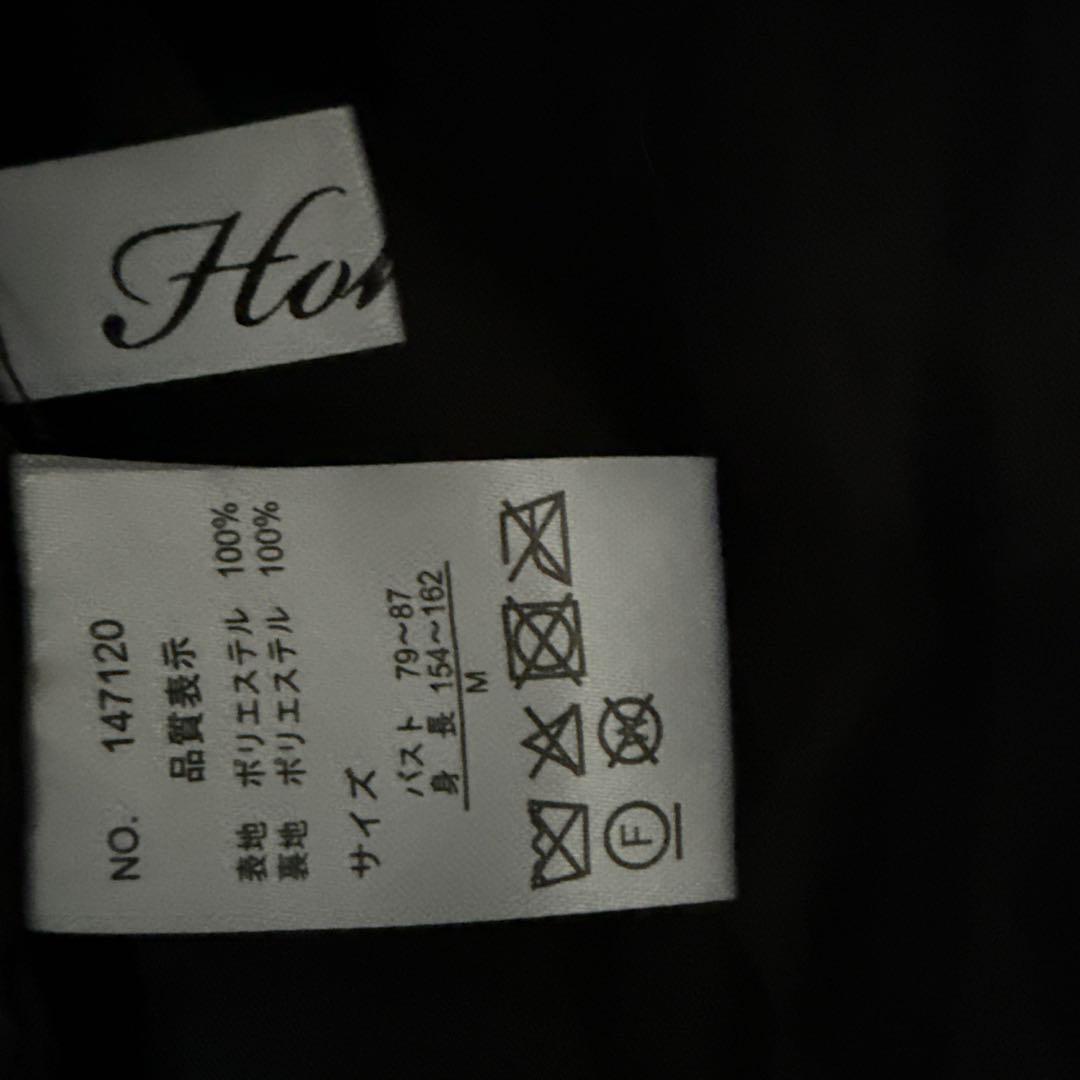 Hon
NO. 147120
品質表示
表地 ポリエステル 100%
裏地 ポリエステル 100%
サイズ
バスト 79~87
身 長 154~162
M
F
W